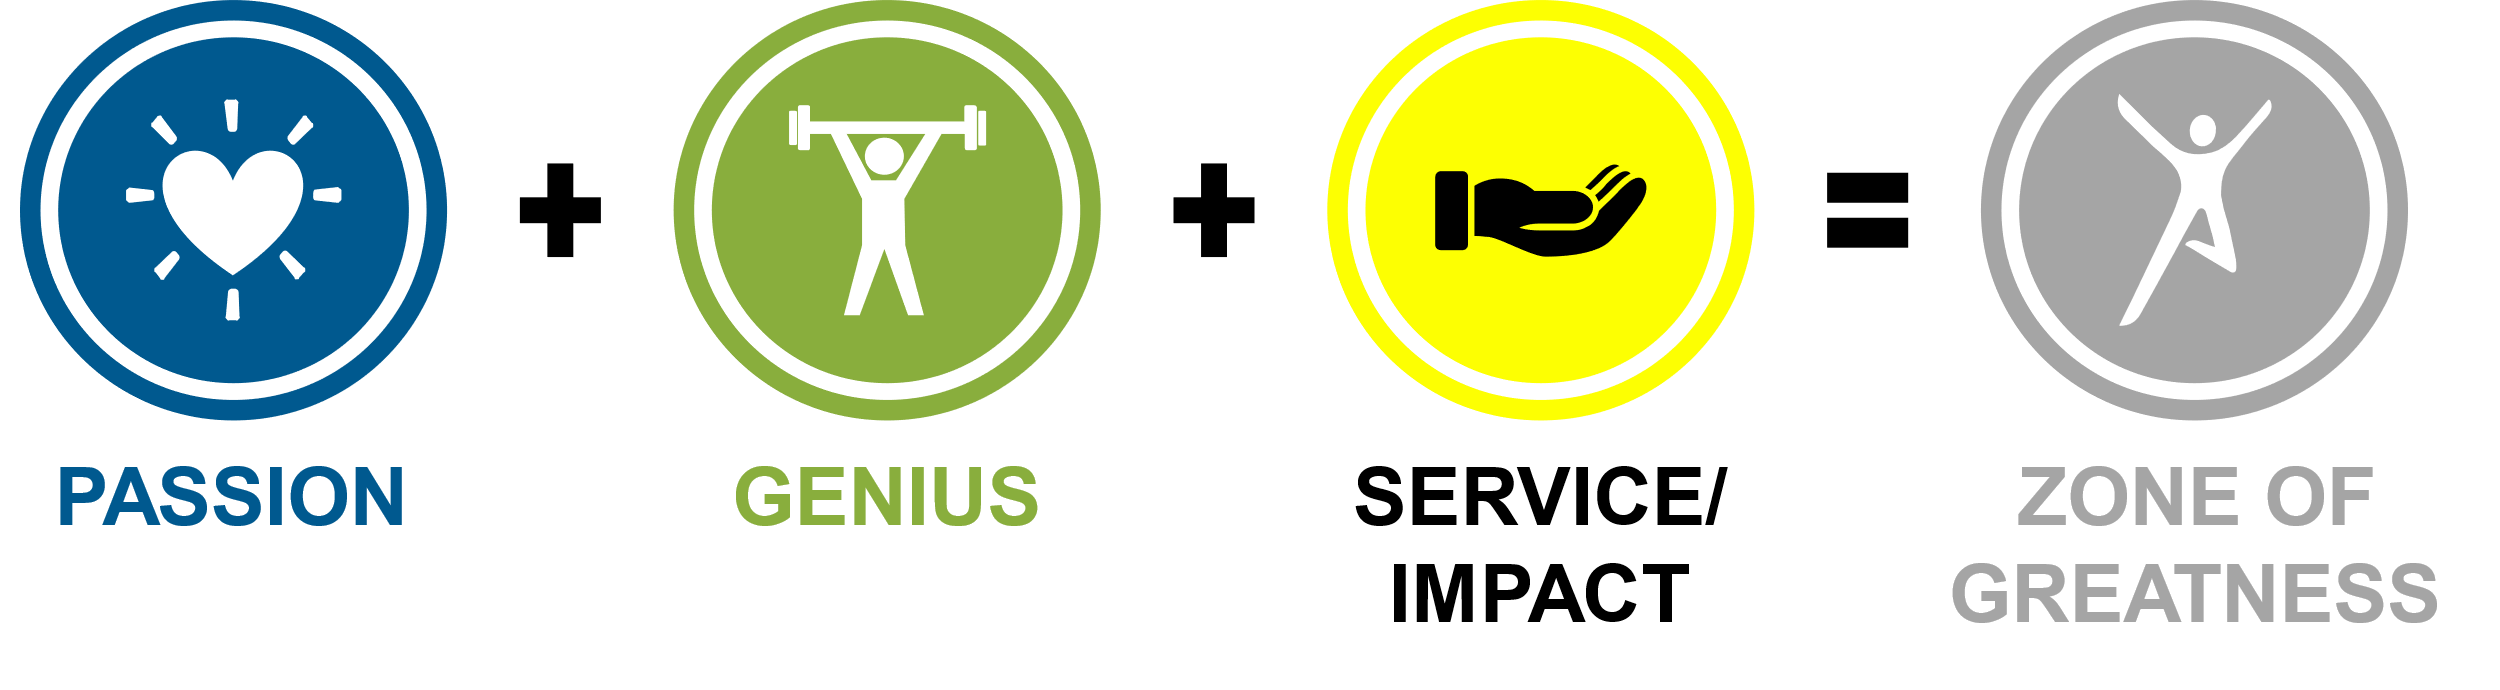 PASSION
GENIUS
SERVICE/
IMPACT
ZONE OF
GREATNESS